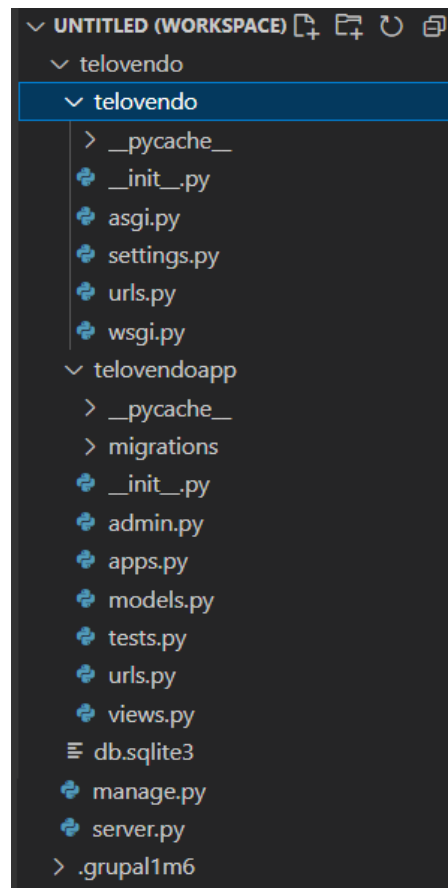 UNTITLED (WORKSPACE)
telovendo
telovendo
__pycache__
__init__.py
asgi.py
settings.py
urls.py
wsgi.py
telovendoapp
__pycache__
migrations
__init__.py
admin.py
apps.py
models.py
tests.py
urls.py
views.py
db.sqlite3
manage.py
server.py
.grupal1m6